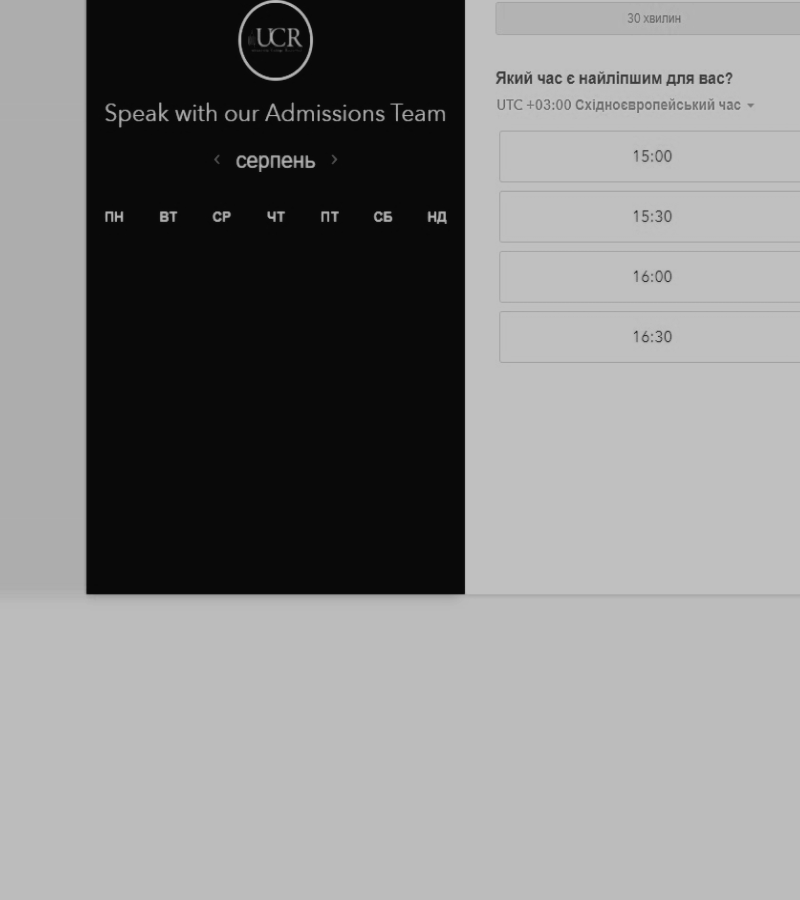 UCR
Speak with our Admissions Team
серпень
ПН ВТ СР ЧТ ПТ СБ НД
30 хвилин
Який час є найліпшим для вас?
UTC +03:00 Східноєвропейський час
15:00
15:30
16:00
16:30